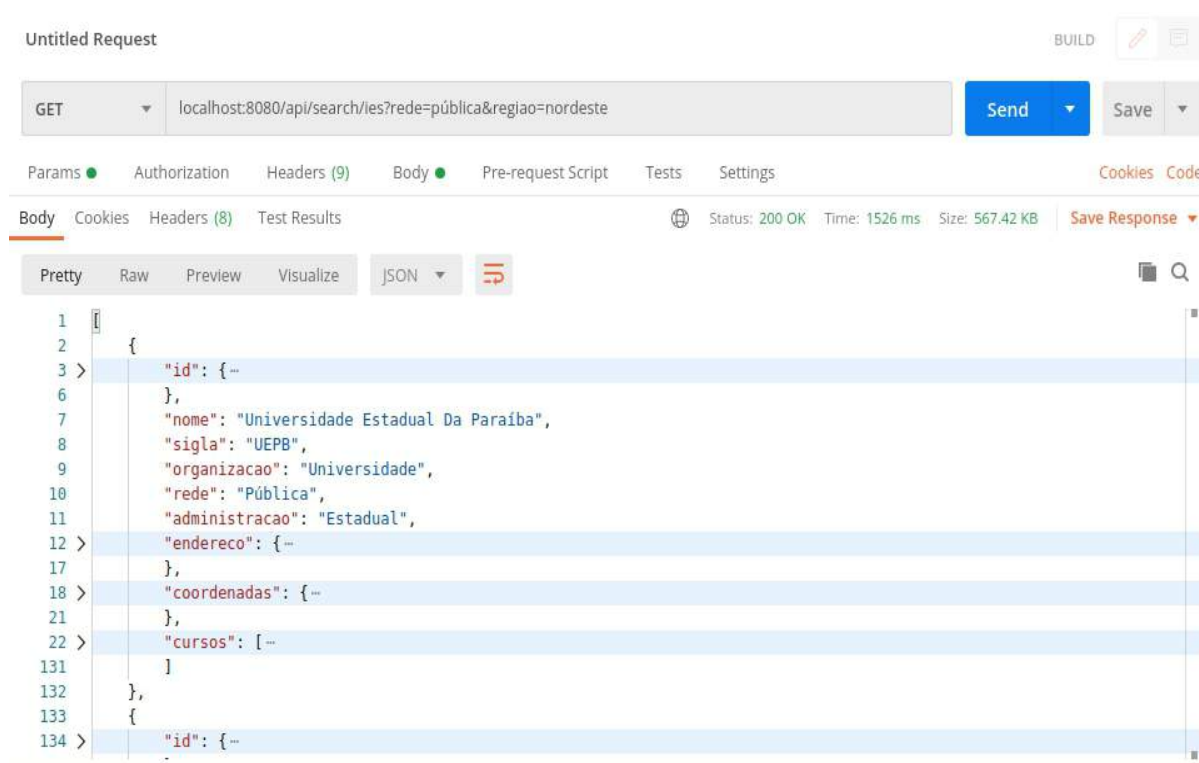 Untitled Request BUILD
GET localhost:8080/api/search/ies?rede=pública&regiao=nordeste Send Save
Params Authorization Headers (9) Body Pre-request Script Tests Settings Cookies Code
Body Cookies Headers (8) Test Results Status: 200 OK Time: 1526 ms Size: 567.42 KB Save Response
Pretty Raw Preview Visualize JSON
1 [
2 {
3 "id": {⋯
6 },
7 "nome": "Universidade Estadual Da Paraíba",
8 "sigla": "UEPB",
9 "organizacao": "Universidade",
10 "rede": "Pública",
11 "administracao": "Estadual",
12 "endereco": {⋯
17 },
18 "coordenadas": {⋯
21 },
22 "cursos": [⋯
131 ]
132 },
133 {
134 "id": {⋯